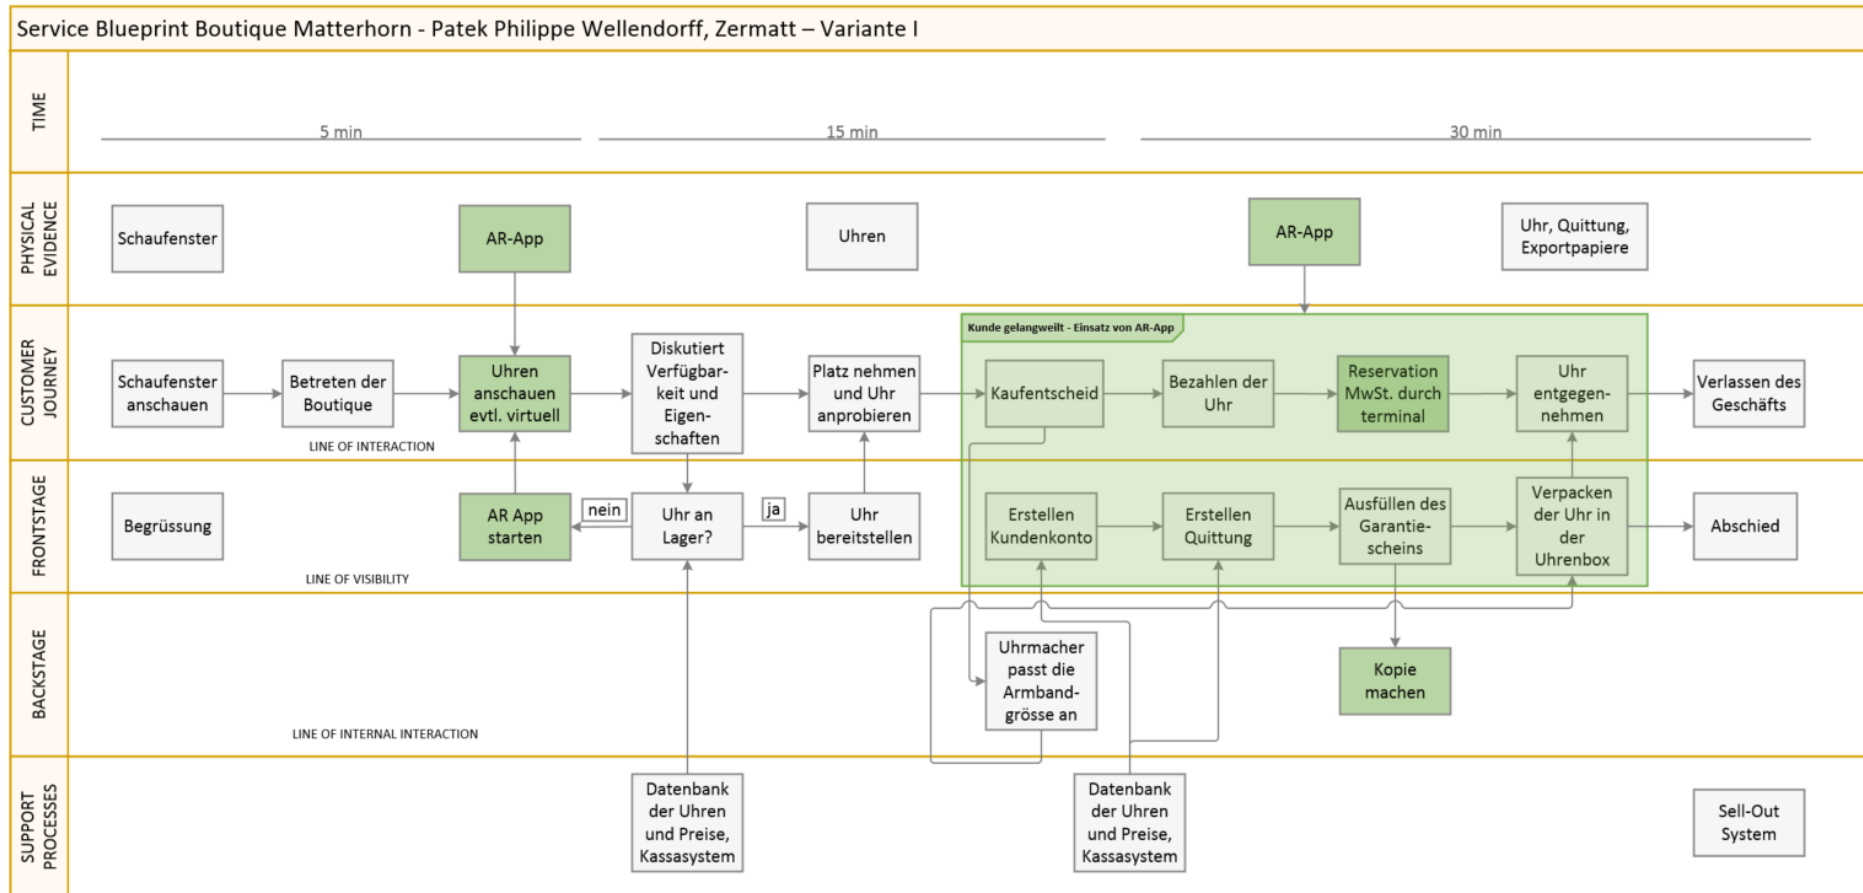 Service Blueprint Boutique Matterhorn - Patek Philippe Wellendorff, Zermatt – Variante I
TIME
5 min
15 min
30 min
PHYSICAL
EVIDENCE
Schaufenster
AR-App
Uhren
AR-App
Uhr, Quittung,
Exportpapiere
CUSTOMER
JOURNEY
Schaufenster
anschauen
Betreten der
Boutique
Uhren
anschauen
evtl. virtuell
Diskutiert
Verfügbar-
keit und
Eigen-
schaften
Platz nehmen
und Uhr
anprobieren
Kunde gelangweilt - Einsatz von AR-App
Kaufentscheid
Bezahlen der
Uhr
Reservation
MwSt. durch
terminal
Uhr
entgegen-
nehmen
Verlassen des
Geschäfts
LINE OF INTERACTION
FRONTSTAGE
Begrüssung
AR App
starten
nein
Uhr an
Lager?
ja
Uhr
bereitstellen
Erstellen
Kundenkonto
Erstellen
Quittung
Ausfüllen des
Garantie-
scheins
Verpacken
der Uhr in
der
Uhrenbox
Abschied
LINE OF VISIBILITY
BACKSTAGE
Uhrmacher
passt die
Armband-
grösse an
Kopie
machen
LINE OF INTERNAL INTERACTION
SUPPORT
PROCESSES
Datenbank
der Uhren
und Preise,
Kassasystem
Datenbank
der Uhren
und Preise,
Kassasystem
Sell-Out
System